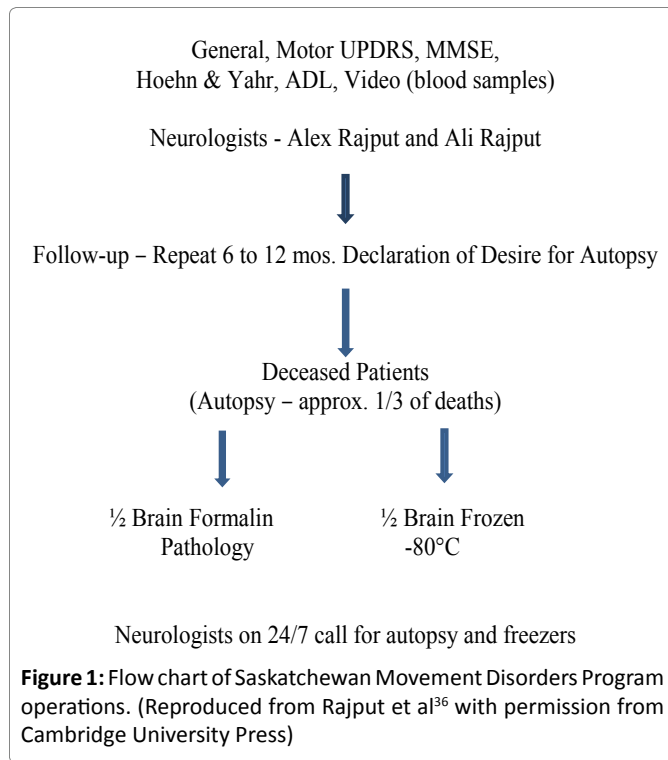 General, Motor UPDRS, MMSE,
Hoehn & Yahr, ADL, Video (blood samples)
Neurologists - Alex Rajput and Ali Rajput
Follow-up – Repeat 6 to 12 mos. Declaration of Desire for Autopsy
Deceased Patients
(Autopsy – approx. 1/3 of deaths)
½ Brain Formalin
Pathology
½ Brain Frozen
-80°C
Neurologists on 24/7 call for autopsy and freezers
Figure 1: Flow chart of Saskatchewan Movement Disorders Program
operations. (Reproduced from Rajput et al³⁶ with permission from
Cambridge University Press)